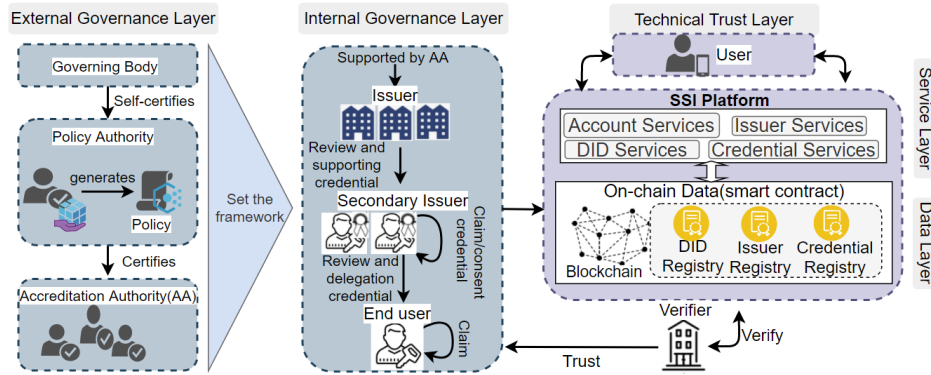 External Governance Layer
Governing Body
Self-certifies
Policy Authority
generates
Policy
Certifies
Accreditation Authority(AA)
Set the
framework
Internal Governance Layer
Supported by AA
Issuer
Review and
supporting
credential
Secondary Issuer
Claim/consent
credential
Review and
delegation
credential
End user
Claim
Technical Trust Layer
User
SSI Platform
Account Services
Issuer Services
DID Services
Credential Services
On-chain Data(smart contract)
Blockchain
DID
Registry
Issuer
Registry
Credential
Registry
Service Layer
Data Layer
Verifier
Verify
Trust